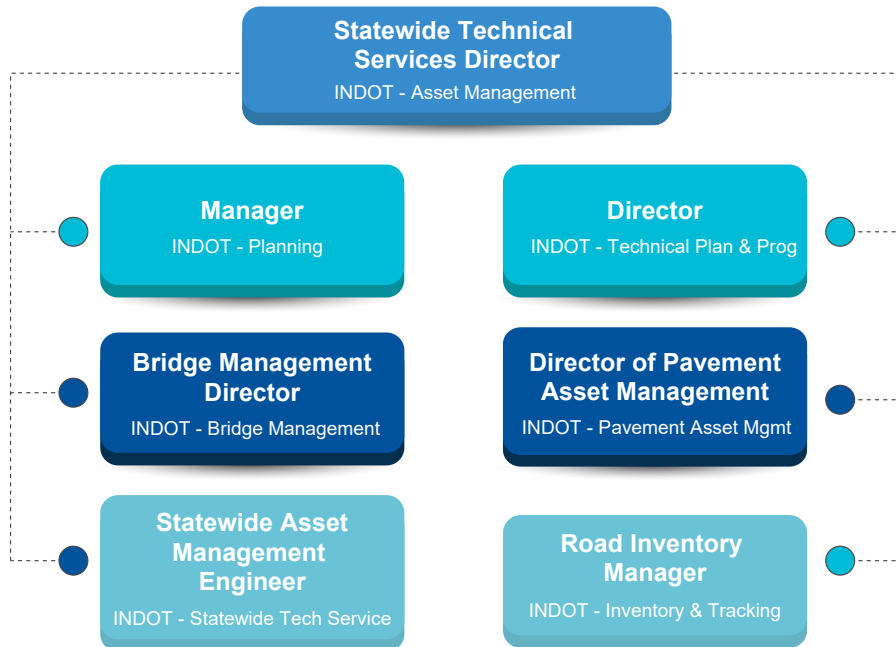 Statewide Technical
Services Director
INDOT - Asset Management
Manager
INDOT - Planning
Director
INDOT - Technical Plan & Prog
Bridge Management
Director
INDOT - Bridge Management
Director of Pavement
Asset Management
INDOT - Pavement Asset Mgmt
Statewide Asset
Management
Engineer
INDOT - Statewide Tech Service
Road Inventory
Manager
INDOT - Inventory & Tracking